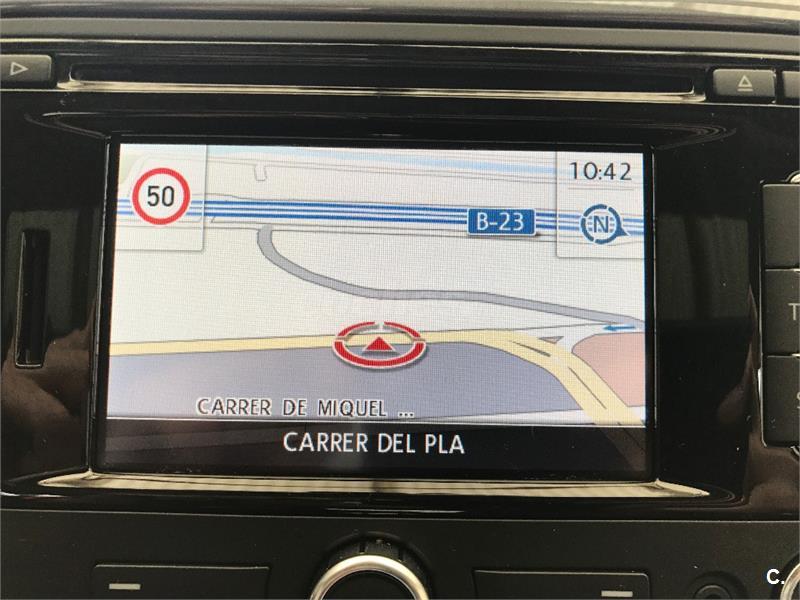 50
10:42
B-23
N
CARRER DE MIQUEL ...
CARRER DEL PLA
T
S
C.